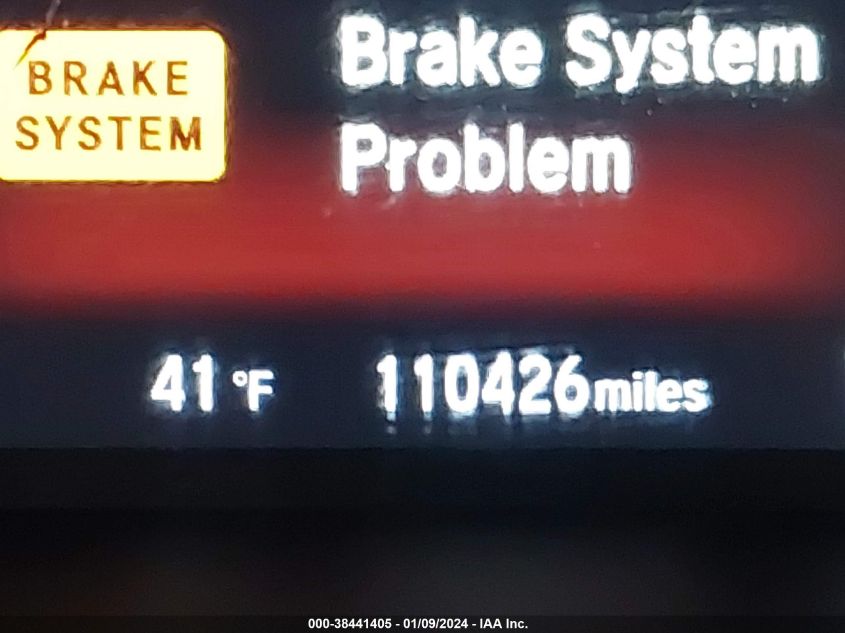 BRAKE
SYSTEM
Brake System
Problem
41 °F 110426 miles
000-38441405 - 01/09/2024 - IAA Inc.